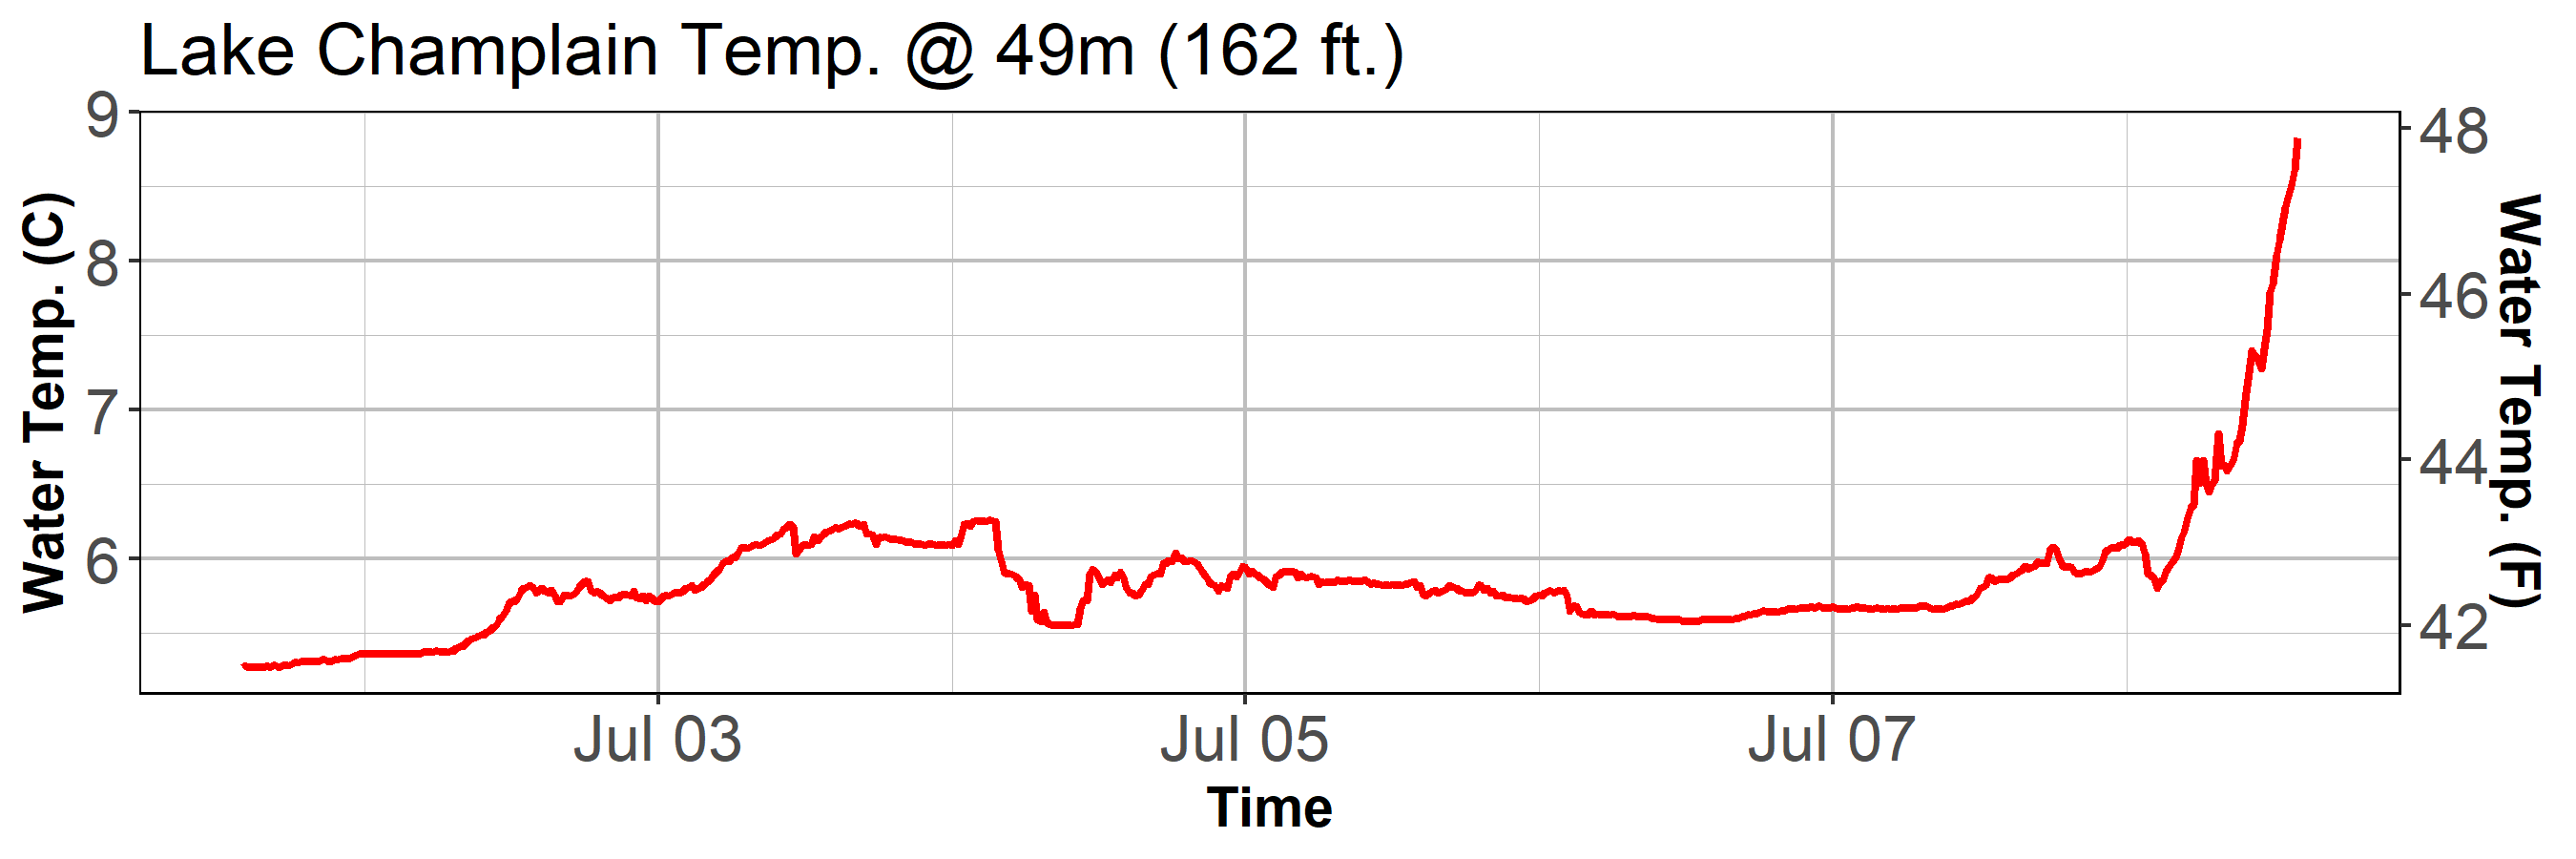 Lake Champlain Temp. @ 49m (162 ft.)
Water Temp. (C)
9
8
7
6
48
46
44
42
Water Temp. (F)
Jul 03
Jul 05
Jul 07
Time